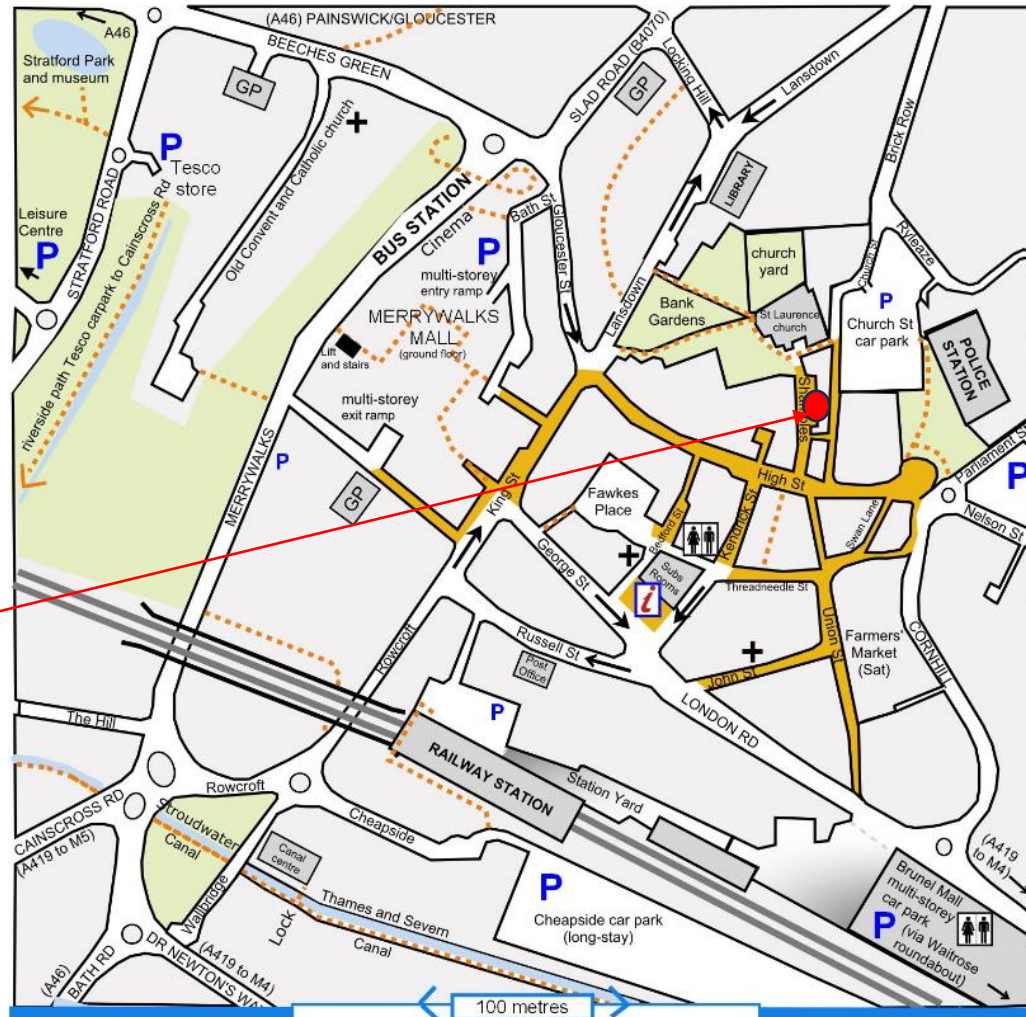 A46
(A46) PAINSWICK/GLOUCESTER
BEECHES GREEN
Stratford Park
and museum
GP
Old Convent and Catholic church
SLAD ROAD (B4070)
GP
Locking Hill
Lansdown
Brick Row
P
Tesco
store
STRATFORD ROAD
Leisure
Centre
P
riverside path Tesco carpark to Cainscross Rd
BUS STATION
Cinema
Bath St
Gloucester St
P
multi-storey
entry ramp
MERRYWALKS
MALL
(ground floor)
Lift
and stairs
multi-storey
exit ramp
LIBRARY
church
yard
Bank
Gardens
St Laurence
church
Lansdown
Church St
Ryleaze
P
Church St
car park
POLICE
STATION
Parliament St
P
Nelson St
MERRYWALKS
P
GP
King St
High St
Fawkes
Place
Bedford St
Kendrick St
Swan Lane
George St
Subs
Rooms
i
Threadneedle St
Union St
Farmers'
Market
(Sat)
CORNHILL
John St
Russell St
Post
Office
LONDON RD
Rowcroft
P
RAILWAY STATION
Station Yard
The Hill
CAINSCROSS RD
(A419 to M5)
Rowcroft
Cheapside
Stroudwater
Canal
Canal
centre
Wallbridge
Lock
Thames and Severn
Canal
P
Cheapside car park
(long-stay)
(A419
to M4)
Brunel Mall
multi-storey
car park
(via Waitrose
roundabout)
P
(A46)
BATH RD
DR NEWTON'S WA
(A419 to M4)
100 metres